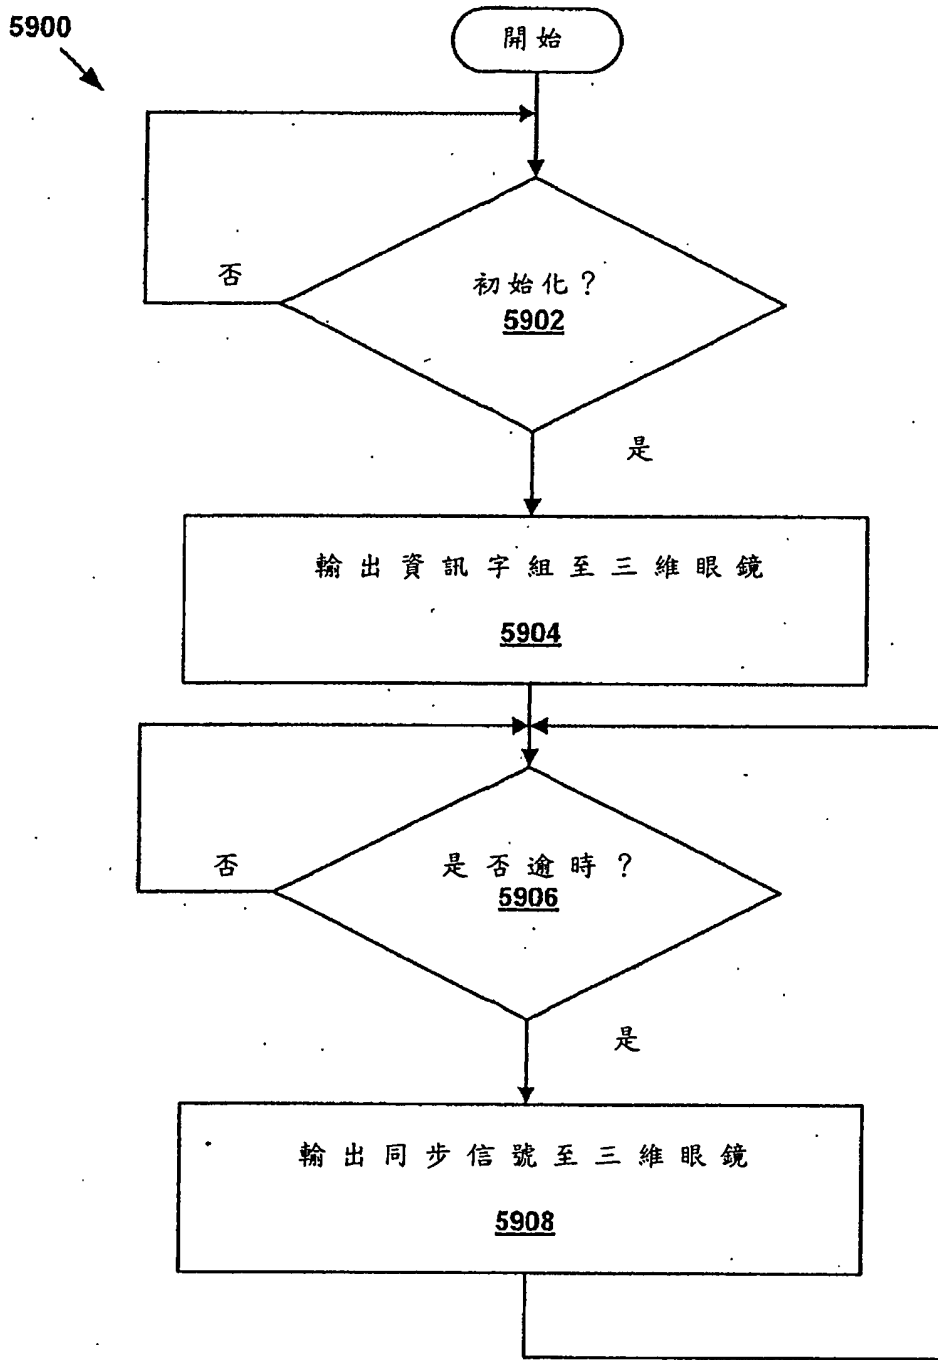 5900
開始
否
初始化？
5902
是
輸出資訊字組至三維眼鏡
5904
否
是否逾時？
5906
是
輸出同步信號至三維眼鏡
5908